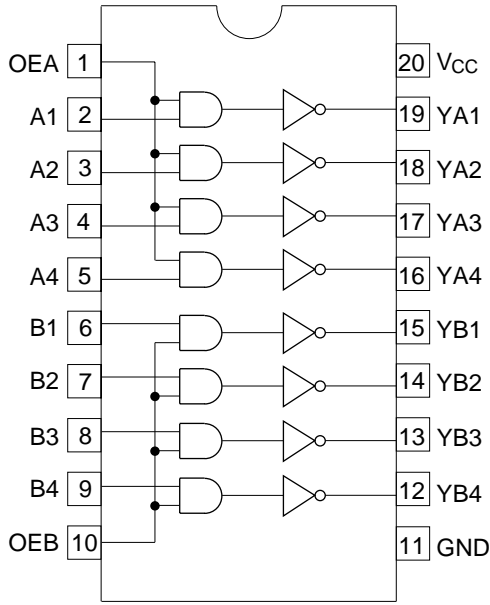 OEA 1
20 VCC
A1 2
19 YA1
A2 3
18 YA2
A3 4
17 YA3
A4 5
16 YA4
B1 6
15 YB1
B2 7
14 YB2
B3 8
13 YB3
B4 9
12 YB4
OEB 10
11 GND